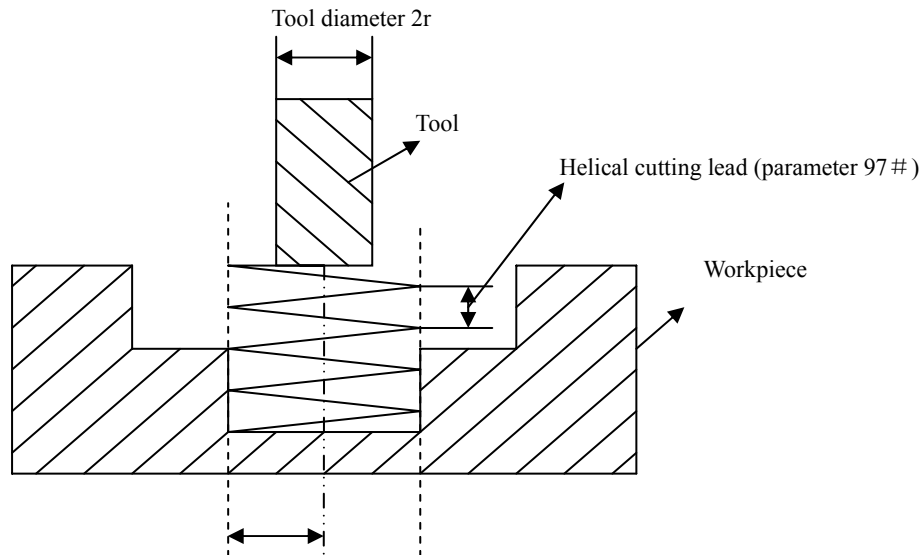 Tool diameter 2r
Tool
Helical cutting lead (parameter 97＃)
Workpiece